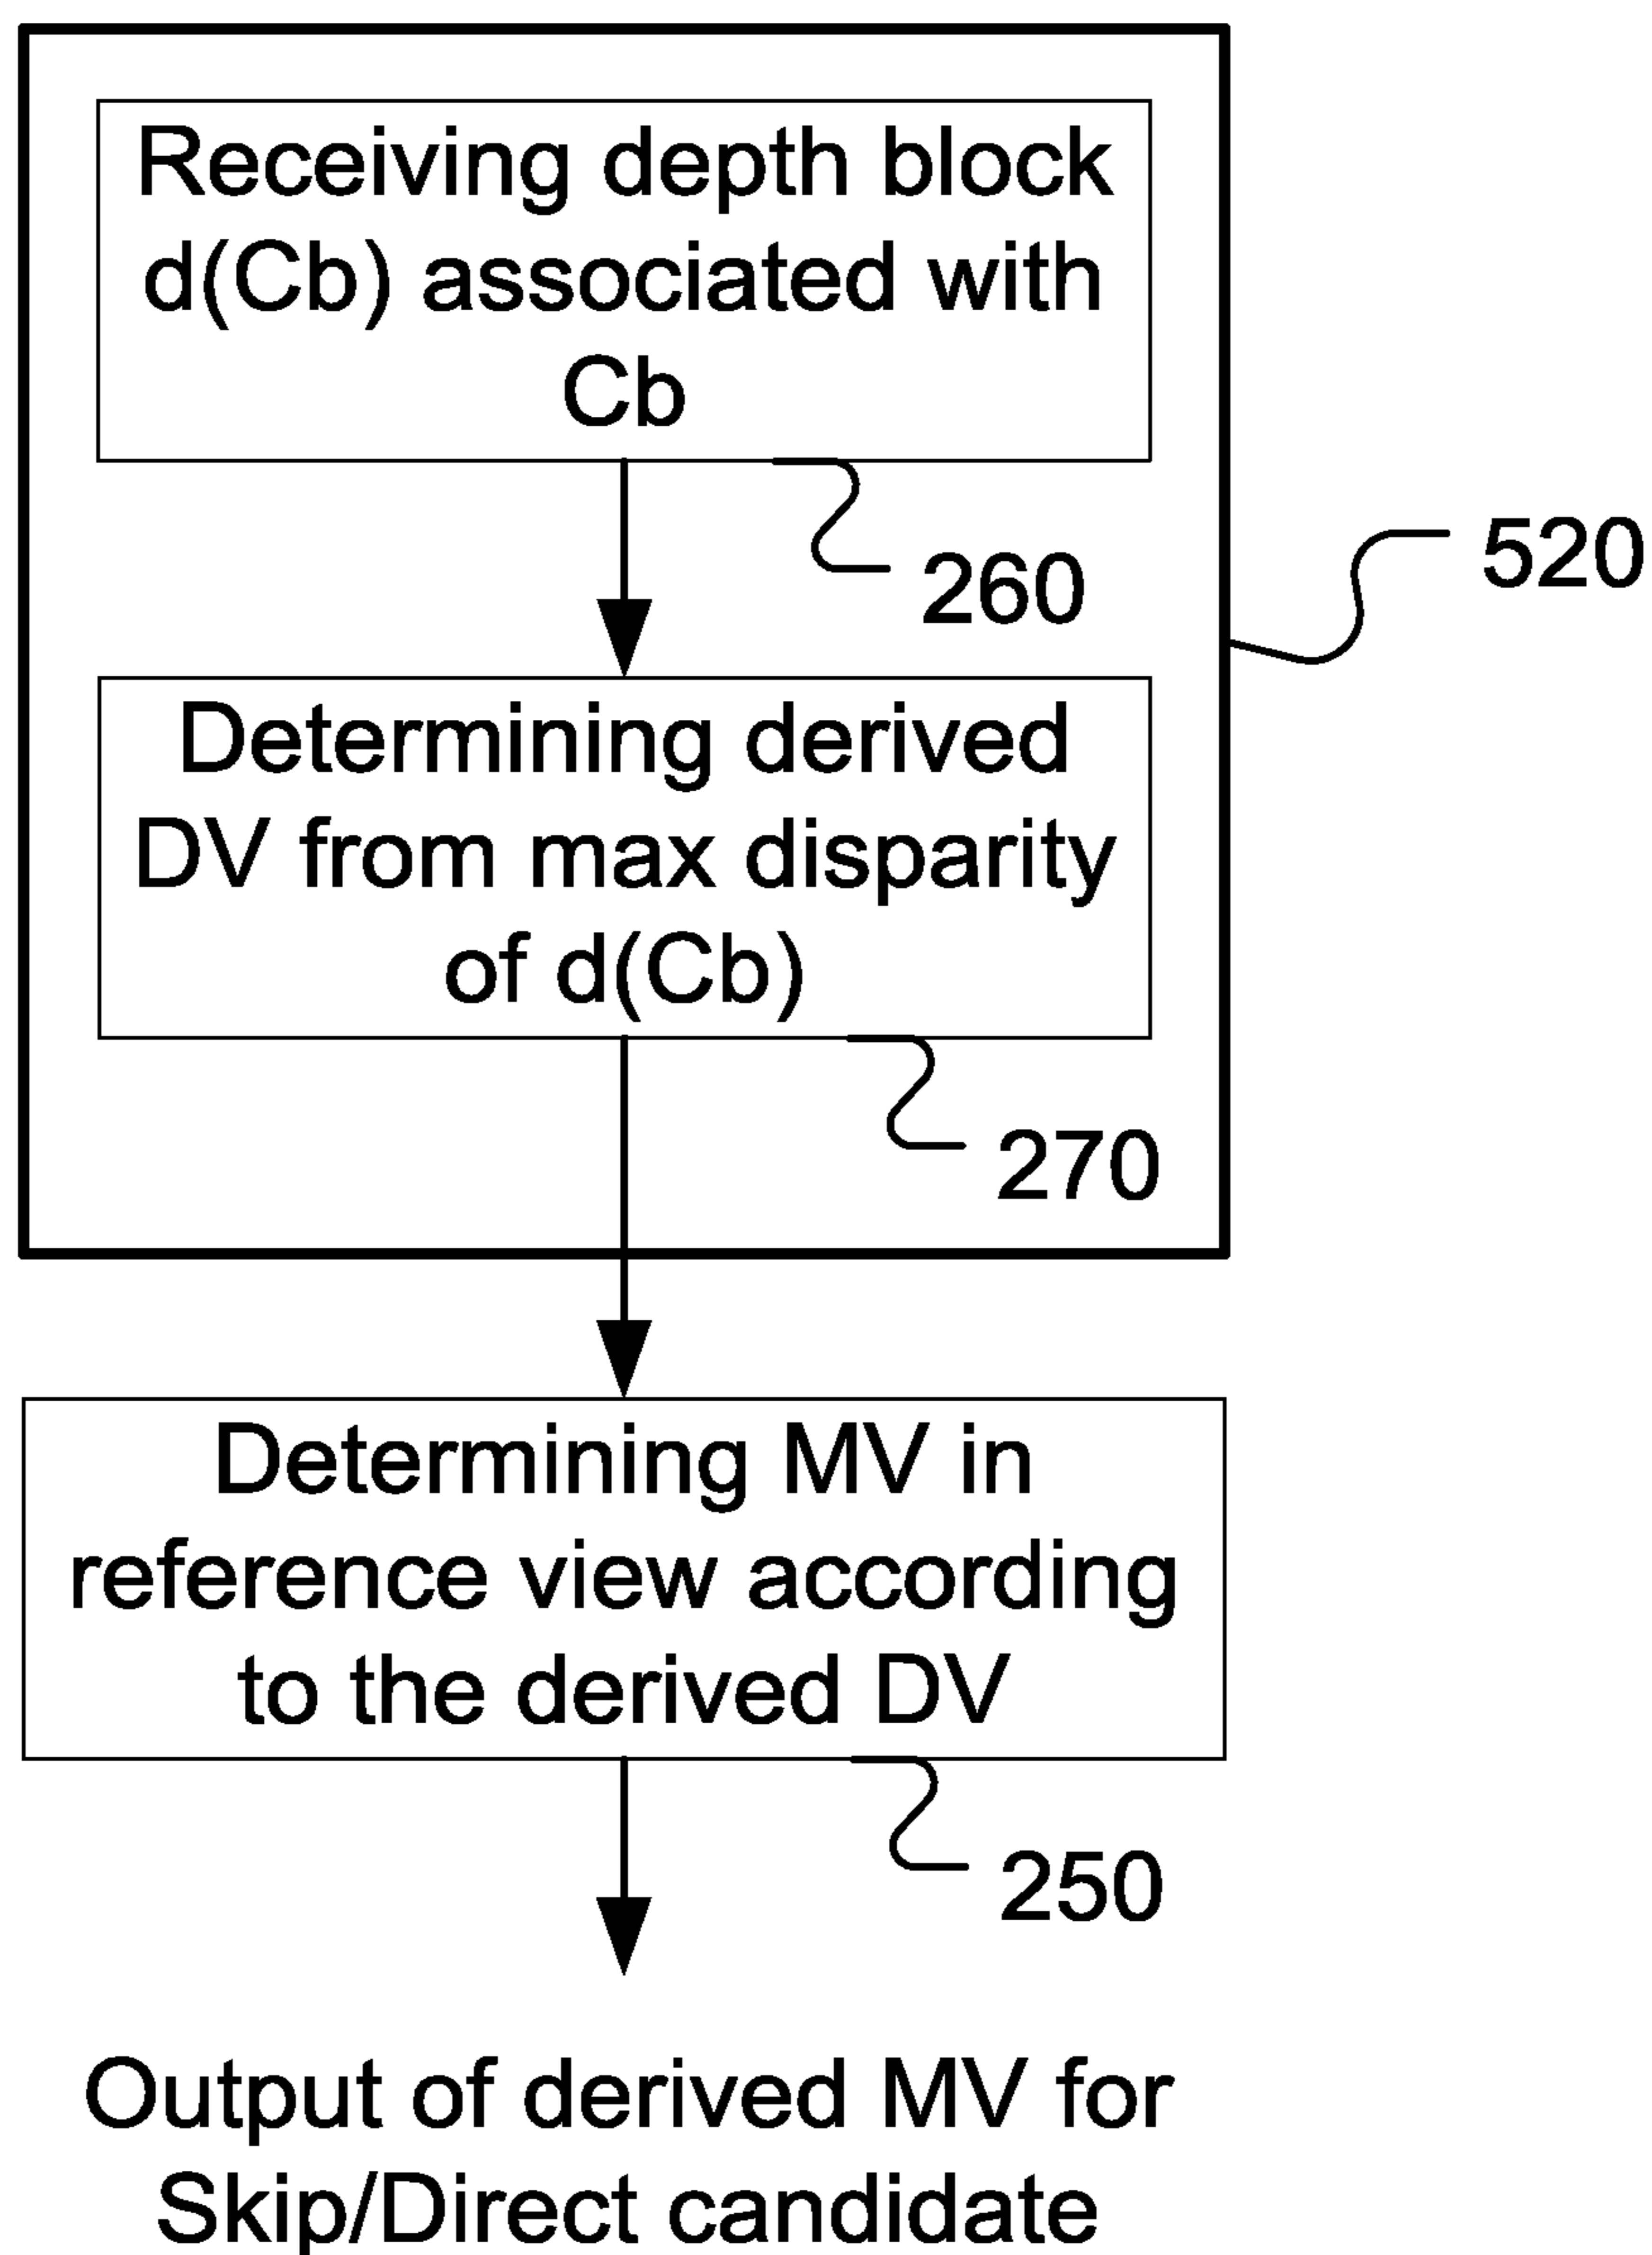 Receiving depth block
d(Cb) associated with
Cb
260
520
Determining derived
DV from max disparity
of d(Cb)
270
Determining MV in
reference view according
to the derived DV
250
Output of derived MV for
Skip/Direct candidate